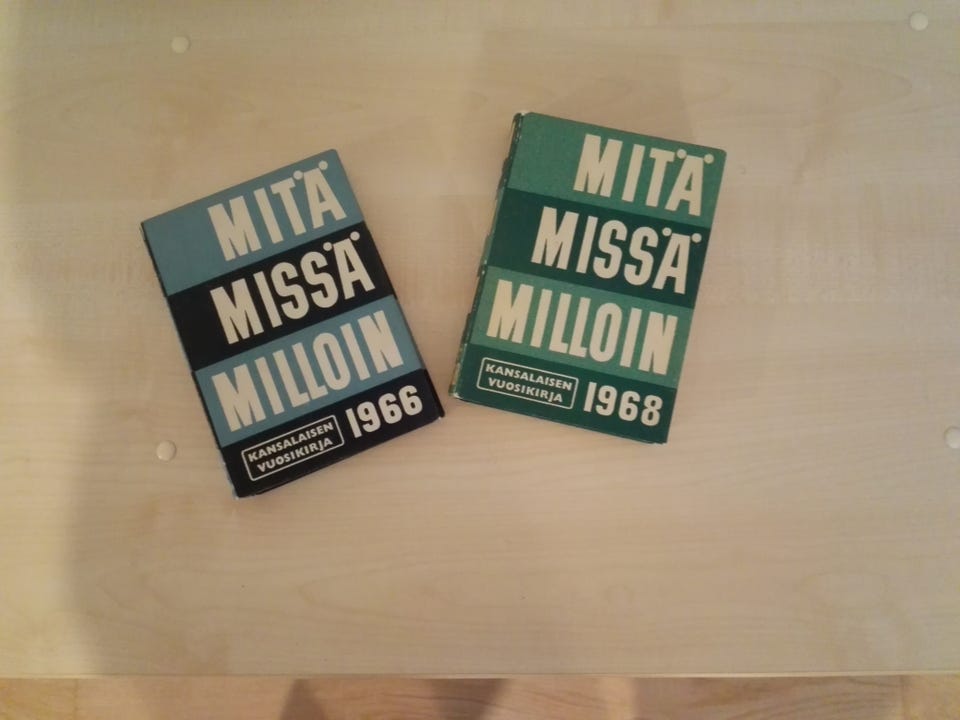 MITÄ
MISSÄ
MILLOIN
KANSALAISEN
VUOSIKIRJA
1966
MITÄ
MISSÄ
MILLOIN
KANSALAISEN
VUOSIKIRJA
1968